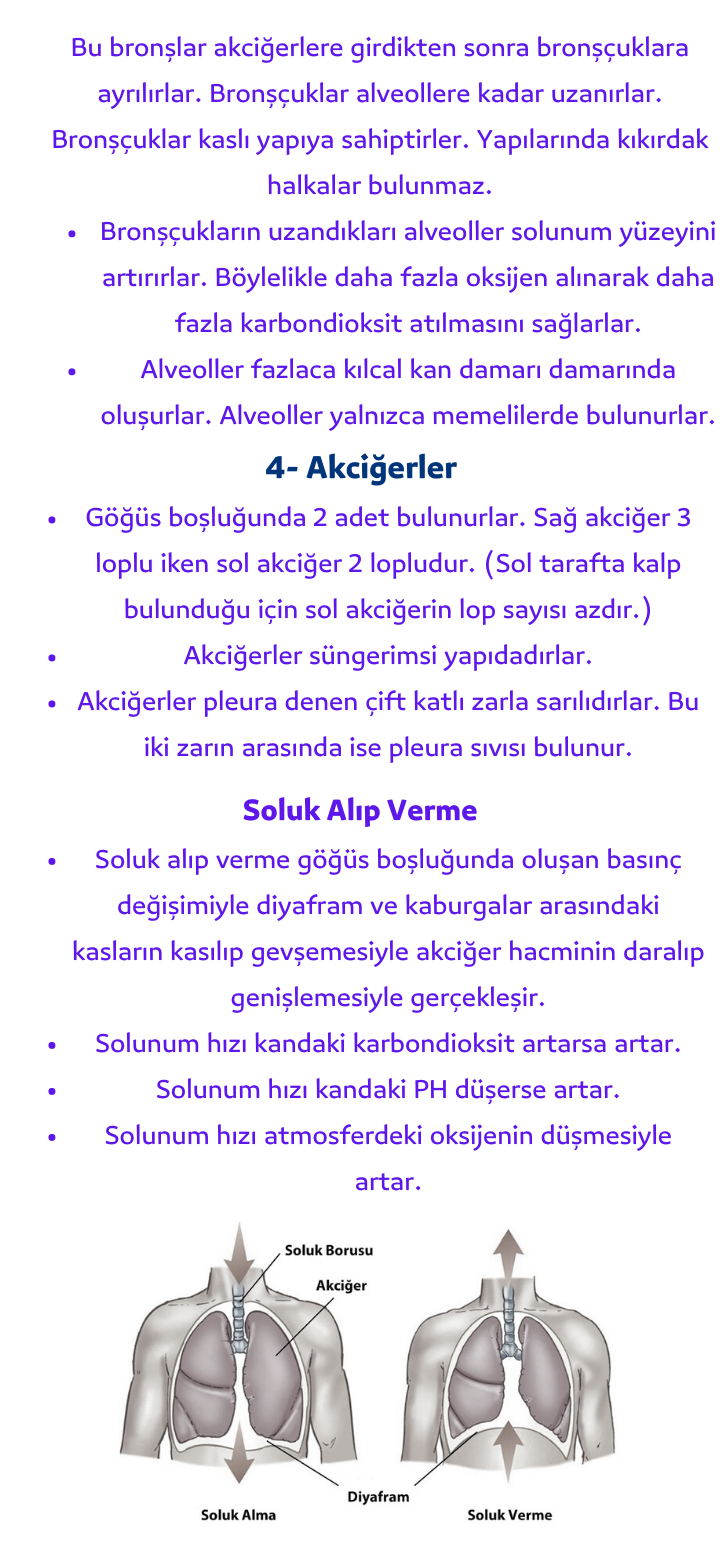 Bu bronşlar akciğerlere girdikten sonra bronşçuklara
ayrılırlar. Bronşçuklar alveollere kadar uzanırlar.
Bronşçuklar kaslı yapıya sahiptirler. Yapılarında kıkırdak
halkalar bulunmaz.
• Bronşçukların uzandıkları alveoller solunum yüzeyini
artırırlar. Böylelikle daha fazla oksijen alınarak daha
fazla karbondioksit atılmasını sağlarlar.
• Alveoller fazlaca kılcal kan damarı damarında
oluşurlar. Alveoller yalnızca memelilerde bulunurlar.
4- Akciğerler
• Göğüs boşluğunda 2 adet bulunurlar. Sağ akciğer 3
loplu iken sol akciğer 2 lopludur. (Sol tarafta kalp
bulunduğu için sol akciğerin lop sayısı azdır.)
• Akciğerler süngerimsi yapıdadırlar.
• Akciğerler pleura denen çift katlı zarla sarılıdırlar. Bu
iki zarın arasında ise pleura sıvısı bulunur.
Soluk Alıp Verme
• Soluk alıp verme göğüs boşluğunda oluşan basınç
değişimiyle diyafram ve kaburgalar arasındaki
kasların kasılıp gevşemesiyle akciğer hacminin daralıp
genişlemesiyle gerçekleşir.
• Solunum hızı kandaki karbondioksit artarsa artar.
• Solunum hızı kandaki PH düşerse artar.
• Solunum hızı atmosferdeki oksijenin düşmesiyle
artar.
Soluk Borusu
Akciğer
Diyafram
Soluk Alma
Soluk Verme